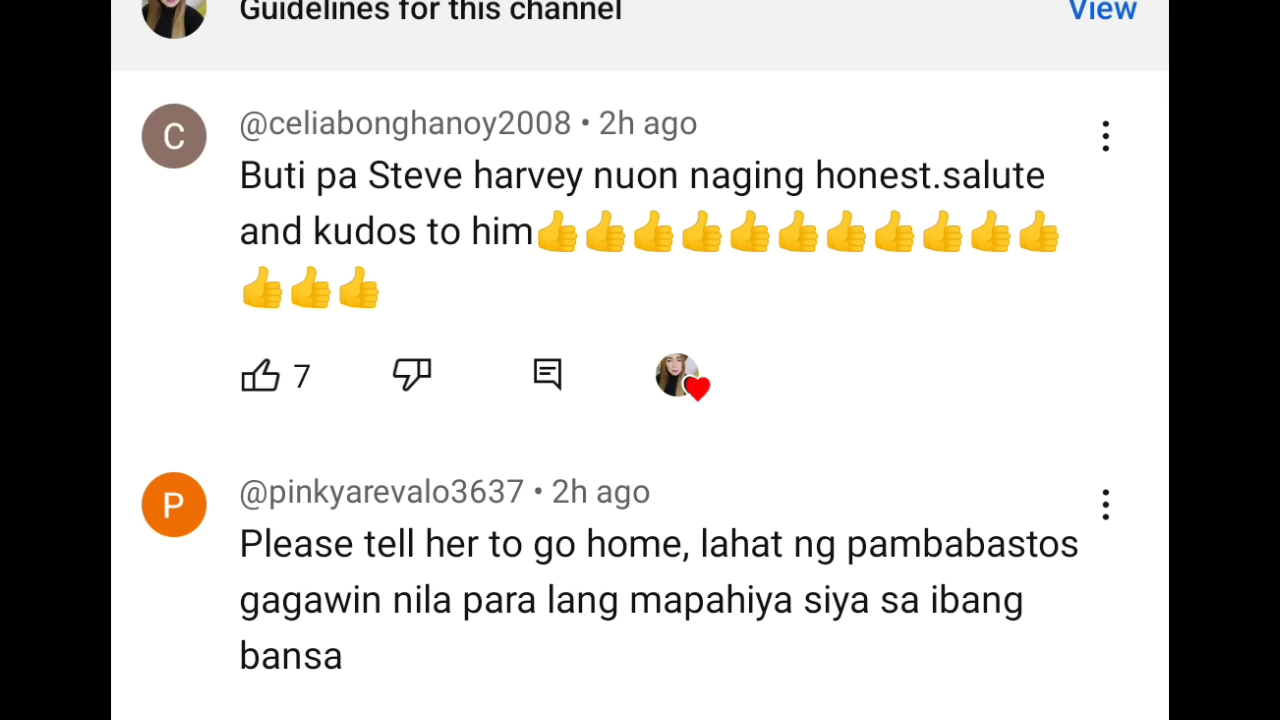 Guidelines for this channel View
C @celiabonghanoy2008 • 2h ago
Buti pa Steve harvey nuon naging honest.salute
and kudos to him👍👍👍👍👍👍👍👍👍👍👍
👍👍👍
7
P @pinkyarevalo3637 • 2h ago
Please tell her to go home, lahat ng pambabastos
gagawin nila para lang mapahiya siya sa ibang
bansa